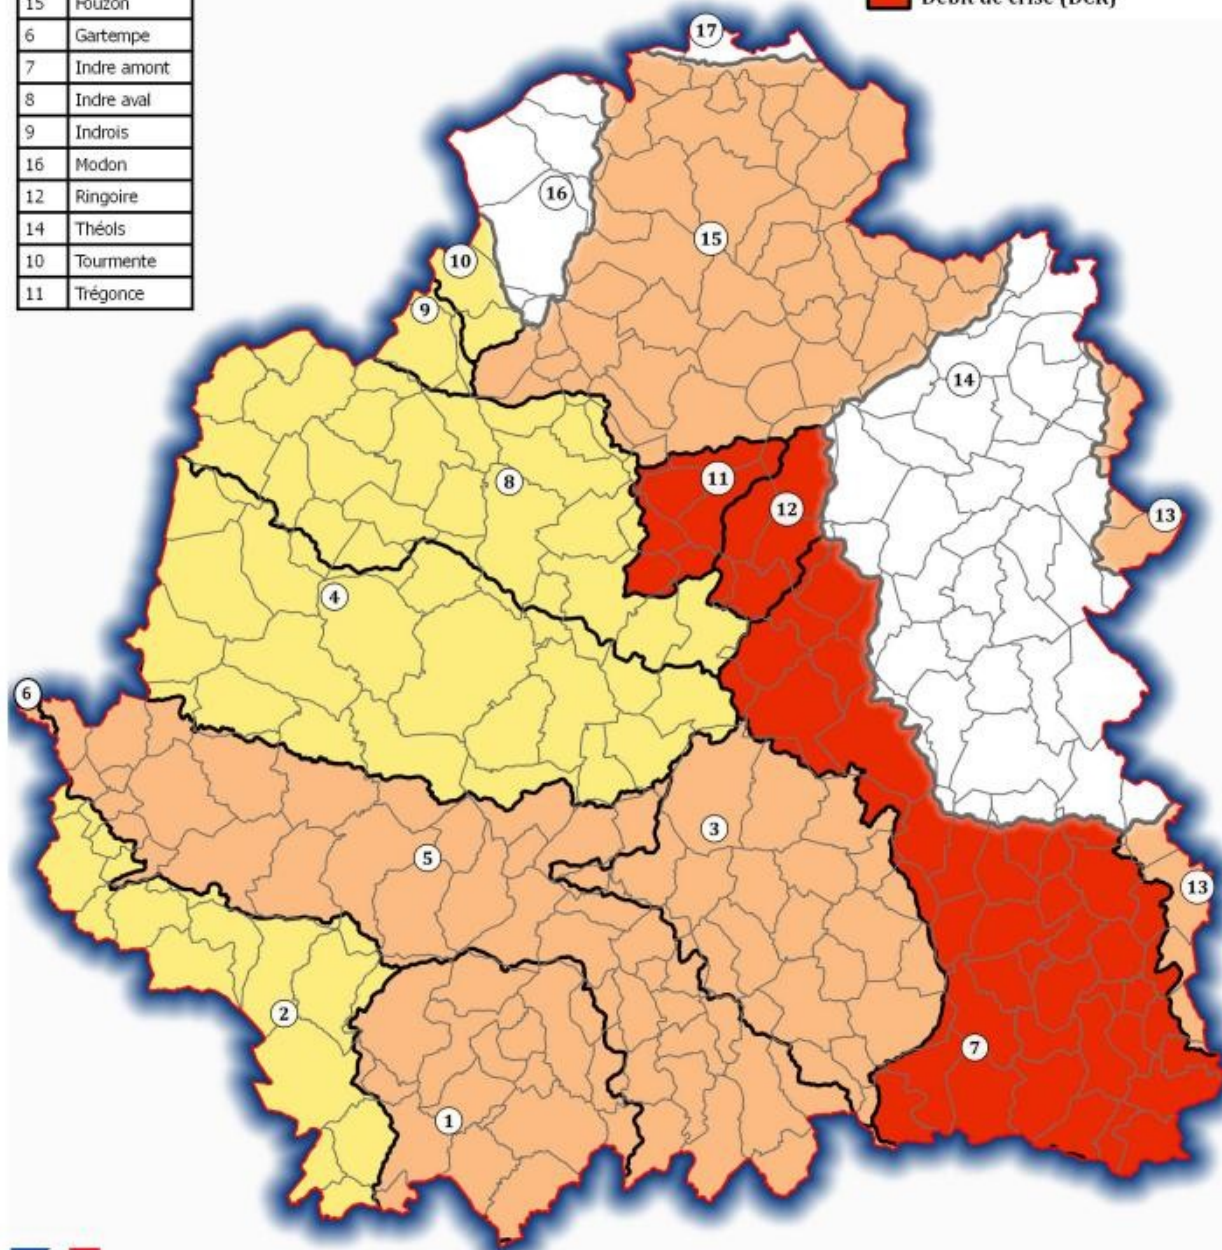 15 Fouzon
6 Gartempe
7 Indre amont
8 Indre aval
9 Indrois
16 Modon
12 Ringoire
14 Théols
10 Tourmente
11 Trégonce
Débit de crise (DCR)
17
16
15
10
9
14
8
11
12
13
4
6
3
5
13
2
7
1